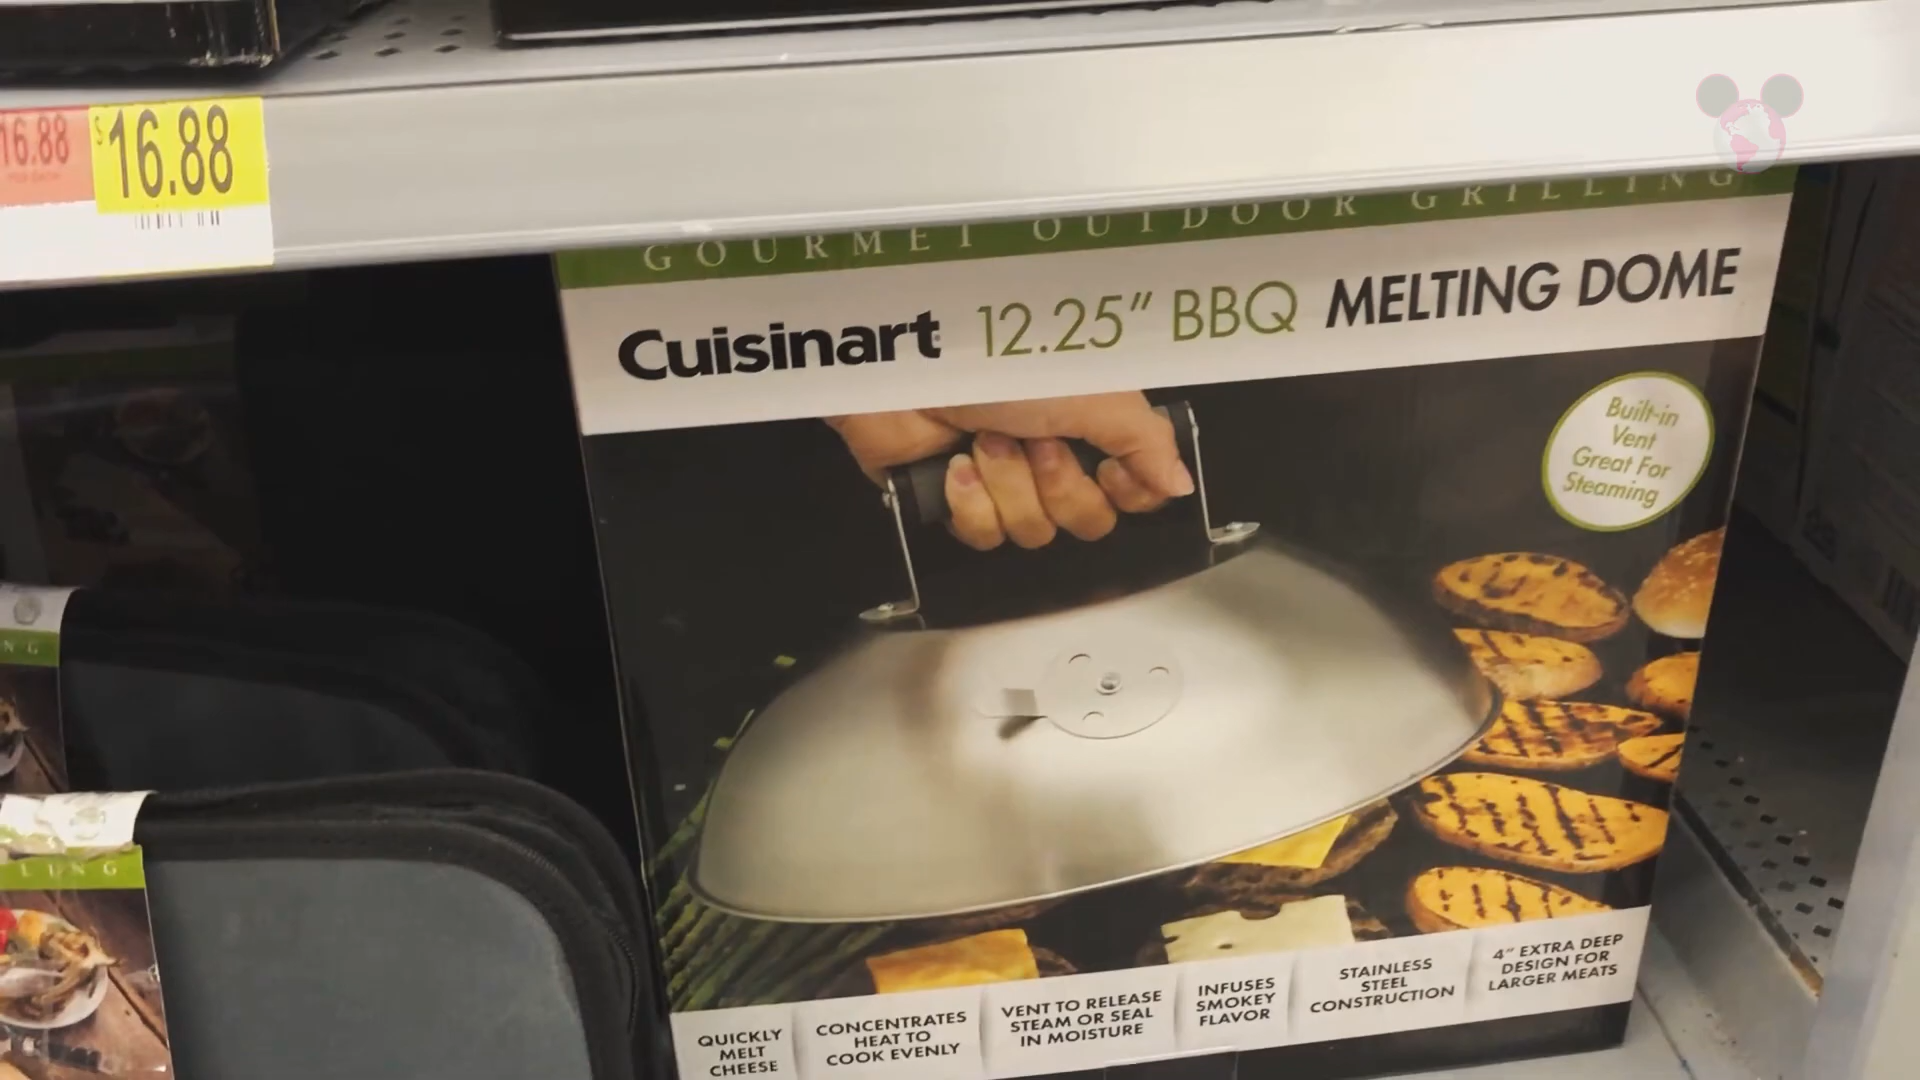 16.88
$16.88
GOURMET OUTDOOR GRILLING
Cuisinart 12.25" BBQ MELTING DOME
Built-in
Vent
Great For
Steaming
NG
LING
QUICKLY
MELT
CHEESE
CONCENTRATES
HEAT TO
COOK EVENLY
VENT TO RELEASE
STEAM OR SEAL
IN MOISTURE
INFUSES
SMOKEY
FLAVOR
STAINLESS
STEEL
CONSTRUCTION
4" EXTRA DEEP
DESIGN FOR
LARGER MEATS